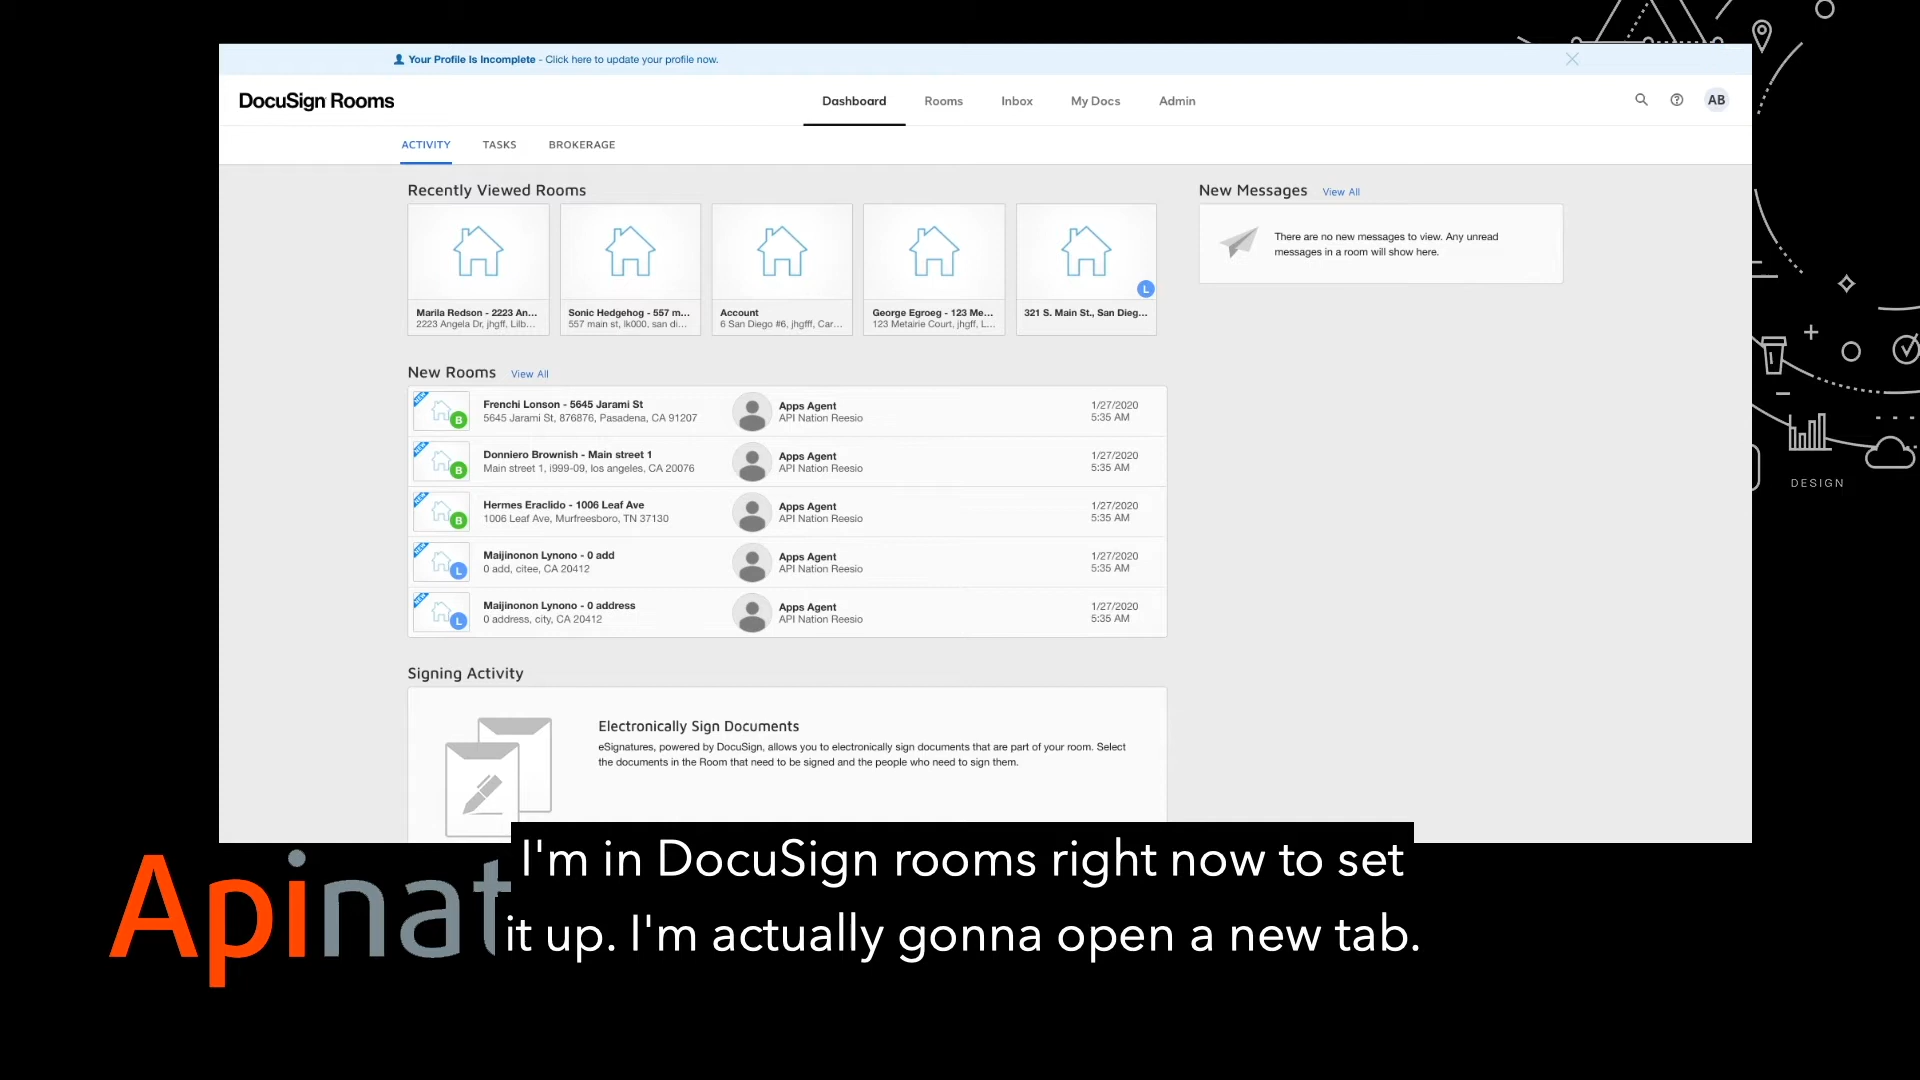 Your Profile Is Incomplete - Click here to update your profile now.
DocuSign Rooms
Dashboard
Rooms
Inbox
My Docs
Admin
AB
ACTIVITY
TASKS
BROKERAGE
Recently Viewed Rooms
Marila Redson - 2223 An...
2223 Angela Dr, jhgff, Lilb...
Sonic Hedgehog - 557 m...
557 main st, lk000, san di...
Account
6 San Diego #6, jhgfff, Car...
George Egroeg - 123 Me...
123 Metairie Court, jhgff, L...
L
321 S. Main St., San Dieg...
New Messages View All
There are no new messages to view. Any unread
messages in a room will show here.
New Rooms View All
NEW
B
Frenchi Lonson - 5645 Jarami St
5645 Jarami St, 876876, Pasadena, CA 91207
Apps Agent
API Nation Reesio
1/27/2020
5:35 AM
NEW
B
Donniero Brownish - Main street 1
Main street 1, i999-09, los angeles, CA 20076
Apps Agent
API Nation Reesio
1/27/2020
5:35 AM
NEW
B
Hermes Eraclido - 1006 Leaf Ave
1006 Leaf Ave, Murfreesboro, TN 37130
Apps Agent
API Nation Reesio
1/27/2020
5:35 AM
NEW
L
Maijinonon Lynono - 0 add
0 add, citee, CA 20412
Apps Agent
API Nation Reesio
1/27/2020
5:35 AM
NEW
L
Maijinonon Lynono - 0 address
0 address, city, CA 20412
Apps Agent
API Nation Reesio
1/27/2020
5:35 AM
Signing Activity
Electronically Sign Documents
eSignatures, powered by DocuSign, allows you to electronically sign documents that are part of your room. Select
the documents in the Room that need to be signed and the people who need to sign them.
DESIGN
Apinat
I'm in DocuSign rooms right now to set
it up. I'm actually gonna open a new tab.